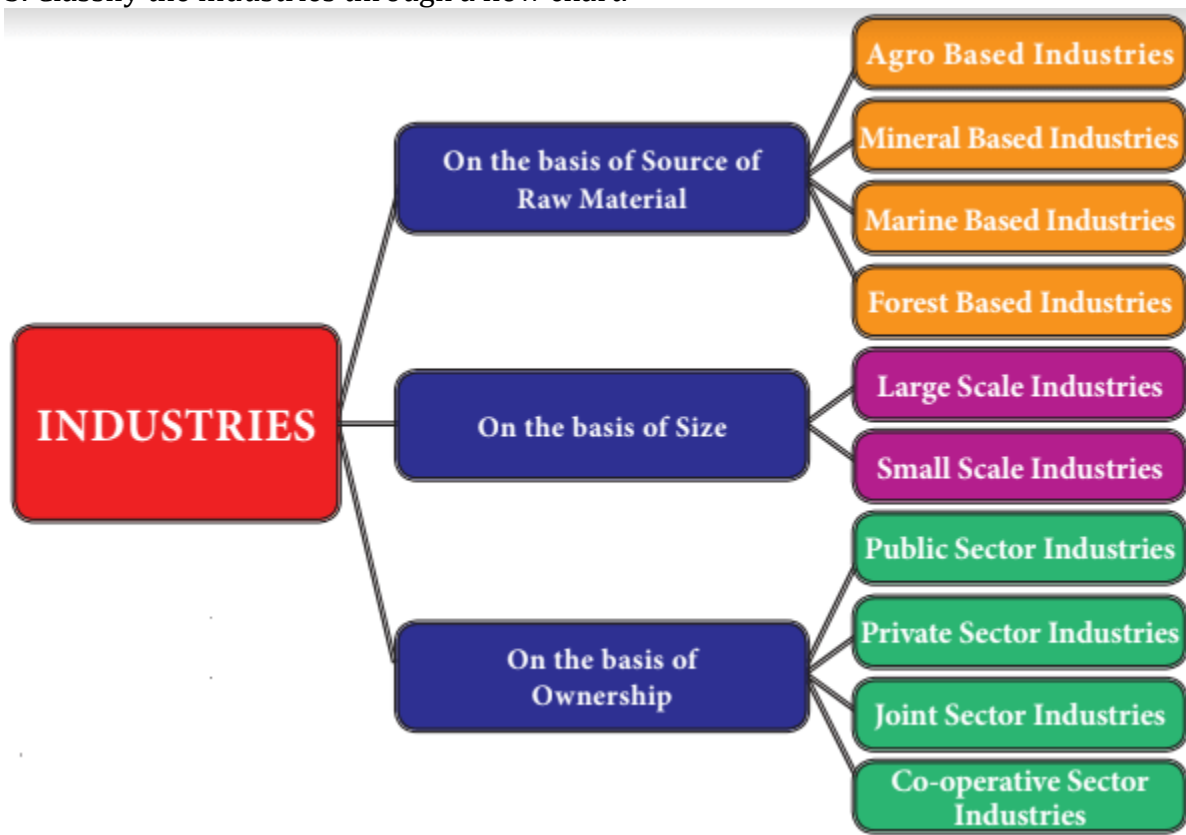 Agro Based Industries
Mineral Based Industries
On the basis of Source of
Raw Material
Marine Based Industries
Forest Based Industries
INDUSTRIES
On the basis of Size
Large Scale Industries
Small Scale Industries
Public Sector Industries
Private Sector Industries
On the basis of
Ownership
Joint Sector Industries
Co-operative Sector
Industries